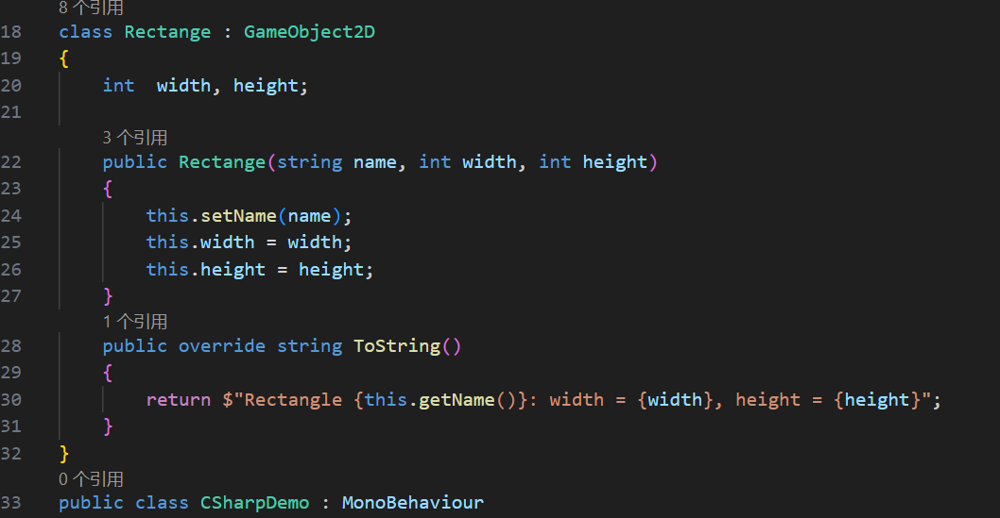 8 个引用
18 class Rectange : GameObject2D
19 {
20 int  width, height;
21
3 个引用
22 public Rectange(string name, int width, int height)
23 {
24 this.setName(name);
25 this.width = width;
26 this.height = height;
27 }
1 个引用
28 public override string ToString()
29 {
30 return $"Rectangle {this.getName()}: width = {width}, height = {height}";
31 }
32 }
0 个引用
33 public class CSharpDemo : MonoBehaviour